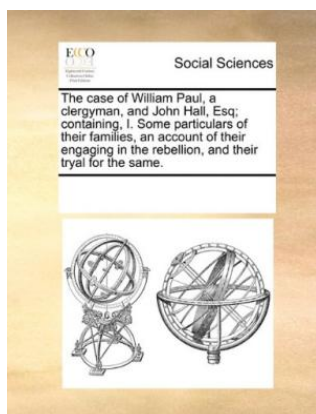 ECCO
Social Sciences
The case of William Paul, a
clergyman, and John Hall, Esq;
containing, I. Some particulars of
their families, an account of their
engaging in the rebellion, and their
tryal for the same.